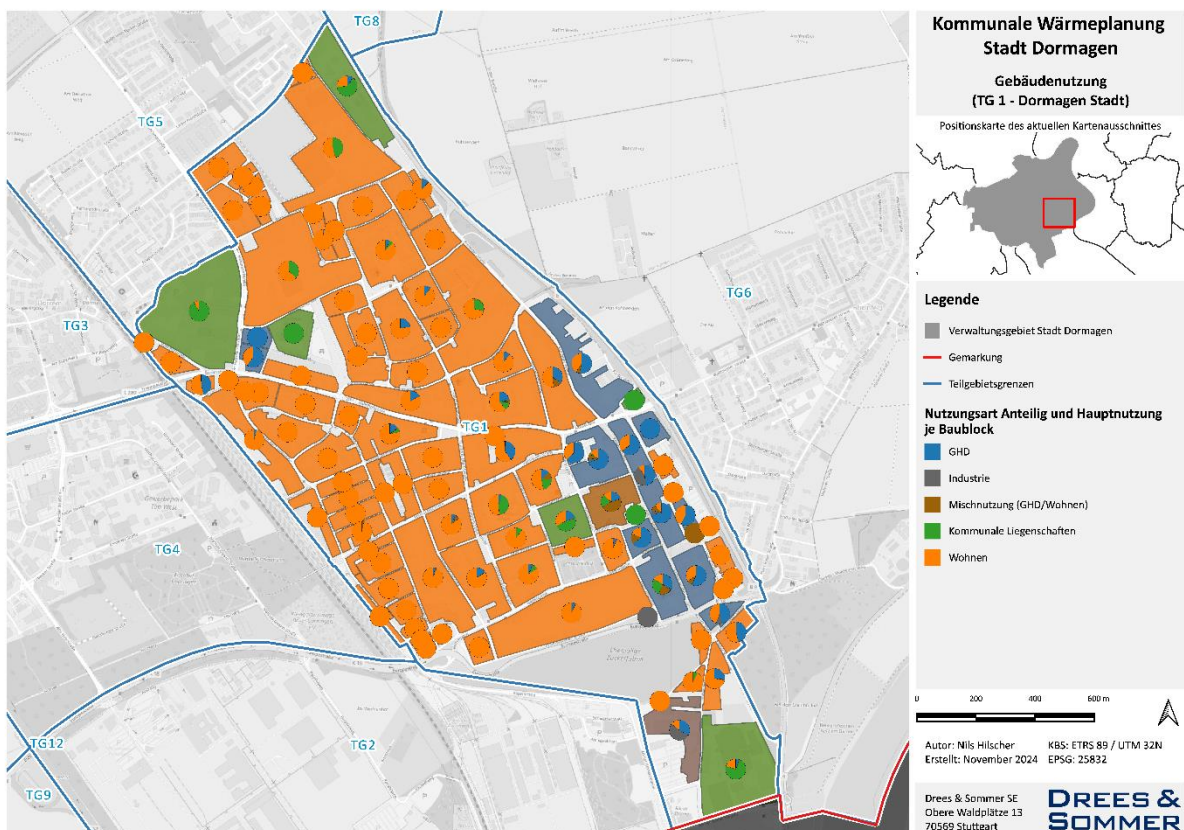 TG8
TG5
TG3
TG6
TG1
TG4
TG12
TG2
TG9
Kommunale Wärmeplanung
Stadt Dormagen
Gebäudenutzung
(TG 1 - Dormagen Stadt)
Positionskarte des aktuellen Kartenausschnittes
Legende
Verwaltungsgebiet Stadt Dormagen
Gemarkung
Teilgebietsgrenzen
Nutzungsart Anteilig und Hauptnutzung
je Baublock
GHD
Industrie
Mischnutzung (GHD/Wohnen)
Kommunale Liegenschaften
Wohnen
0 200 400 600 m
Autor: Nils Hilscher KBS: ETRS 89 / UTM 32N
Erstellt: November 2024 EPSG: 25832
Drees & Sommer SE
Obere Waldplätze 13
70569 Stuttgart
DREES &
SOMMER